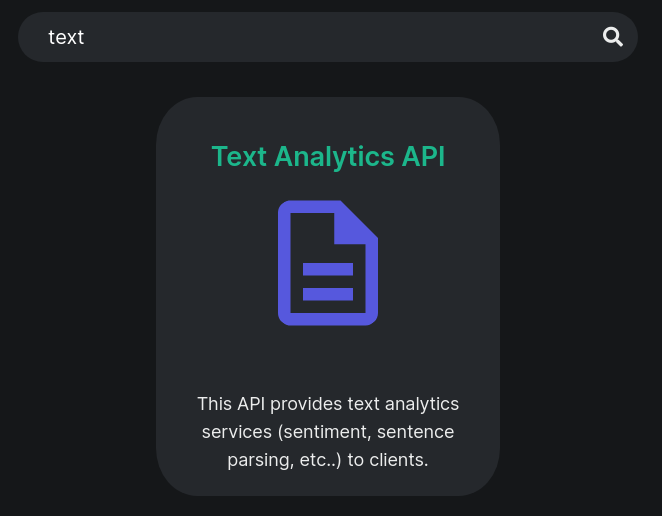 text
Text Analytics API
This API provides text analytics
services (sentiment, sentence
parsing, etc..) to clients.